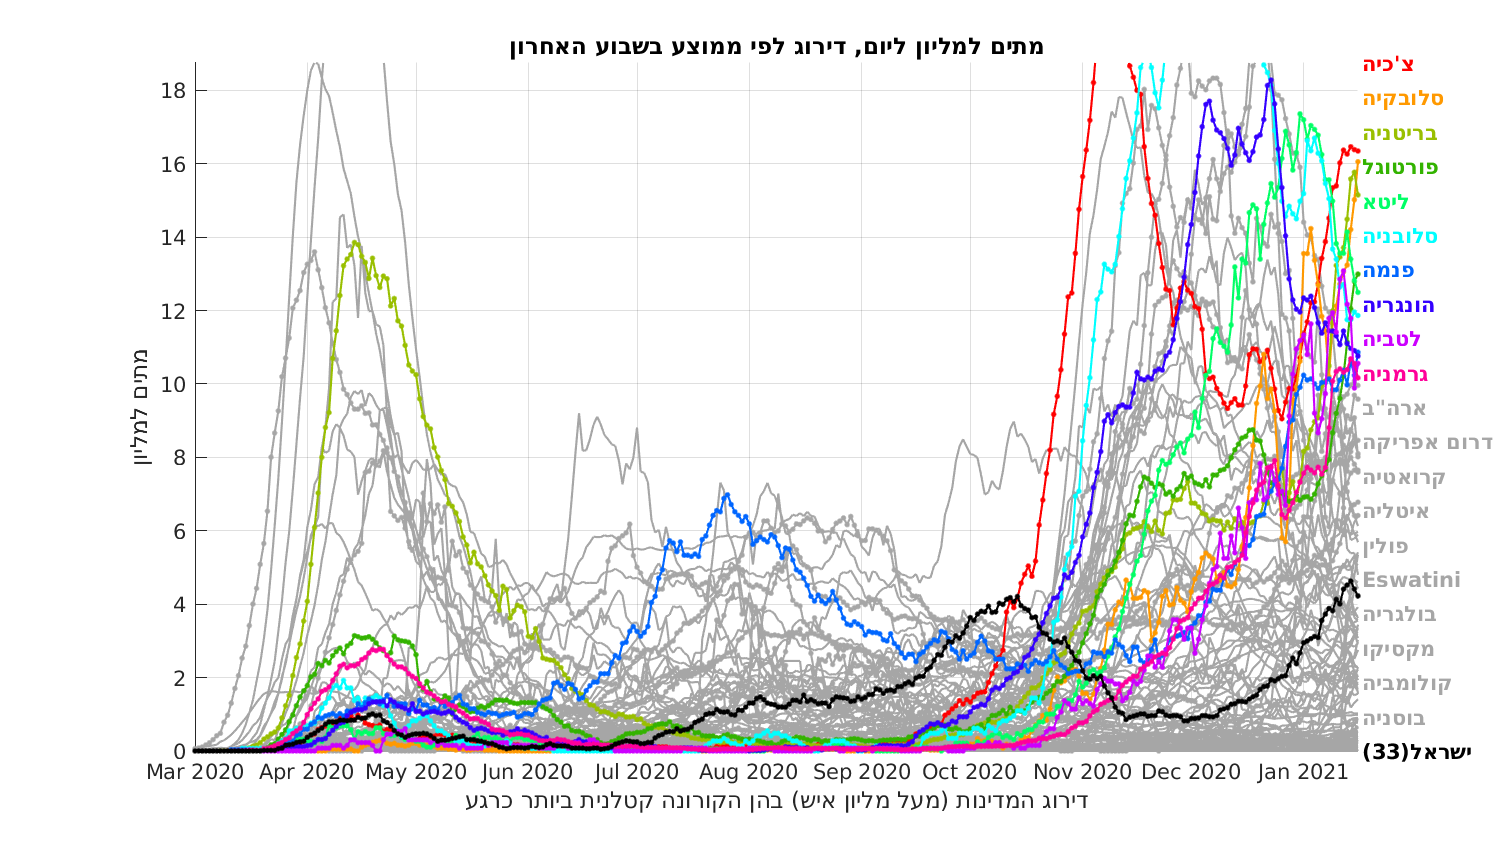 מתים למליון ליום, דירוג לפי ממוצע בשבוע האחרון
מתים למליון
18
16
14
12
10
8
6
4
2
0
Mar 2020 Apr 2020 May 2020 Jun 2020 Jul 2020 Aug 2020 Sep 2020 Oct 2020 Nov 2020 Dec 2020 Jan 2021
דירוג המדינות (מעל מליון איש) בהן הקורונה קטלנית ביותר כרגע
צ'כיה
סלובקיה
בריטניה
פורטוגל
ליטא
סלובניה
פנמה
הונגריה
לטביה
גרמניה
ארה"ב
דרום אפריקה
קרואטיה
איטליה
פולין
Eswatini
בולגריה
מקסיקו
קולומביה
בוסניה
ישראל(33)